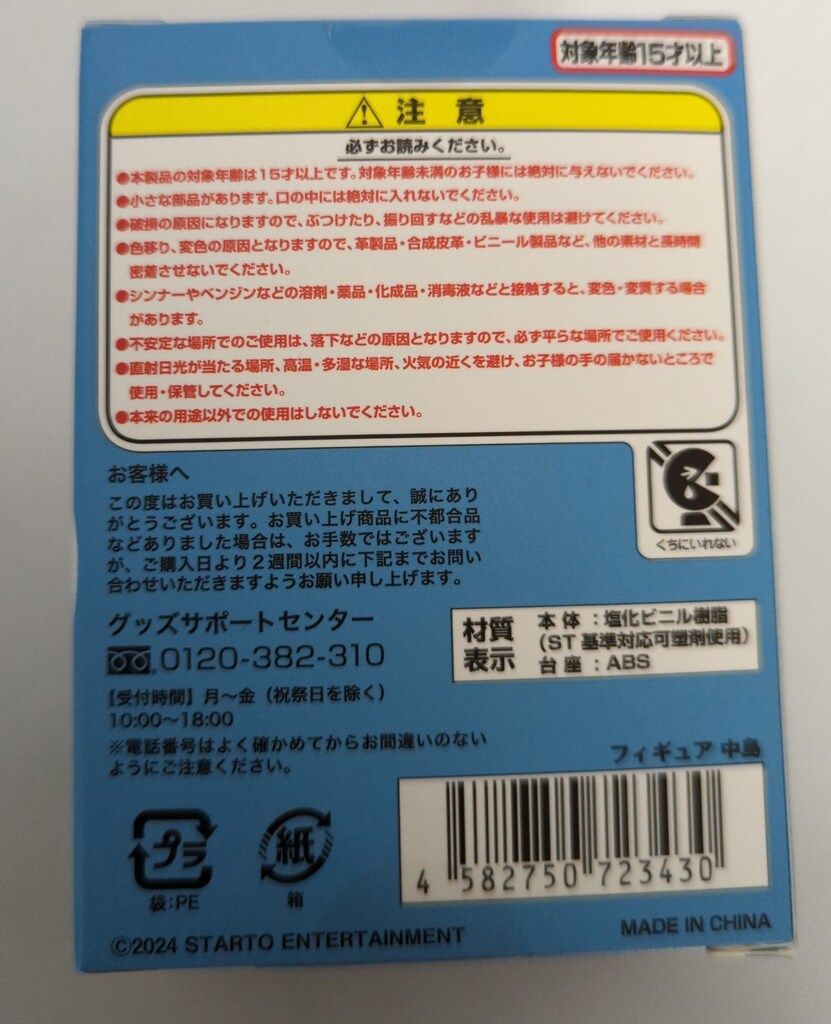 対象年齢15才以上
注 意
必ずお読みください。
●本製品の対象年齢は15才以上です。対象年齢未満のお子様には絶対に与えないでください。
●小さな部品があります。口の中には絶対に入れないでください。
●破損の原因になりますので、ぶつけたり、振り回すなどの乱暴な使用は避けてください。
●色移り、変色の原因となりますので、革製品・合成皮革・ビニール製品など、他の素材と長時間
密着させないでください。
●シンナーやベンジンなどの溶剤・薬品・化成品・消毒液などと接触すると、変色・変質する場合
があります。
●不安定な場所でのご使用は、落下などの原因となりますので、必ず平らな場所でご使用ください。
●直射日光が当たる場所、高温・多湿な場所、火気の近くを避け、お子様の手の届かないところで
使用・保管してください。
●本来の用途以外での使用はしないでください。
くちにいれない
お客様へ
この度はお買い上げいただきまして、誠にあり
がとうございます。お買い上げ商品に不都合品
などありました場合は、お手数ではございます
が、ご購入日より2週間以内に下記までお問い
合わせいただきますようお願い申し上げます。
グッズサポートセンター
0120-382-310
【受付時間】月〜金（祝祭日を除く）
10:00〜18:00
※電話番号はよく確かめてからお間違いのない
ようにご注意ください。
材質
表示
本体：塩化ビニル樹脂
(ST基準対応可塑剤使用)
台座：ABS
フィギュア 中島
4 582750 723430
プラ
袋:PE
紙
箱
©2024 STARTO ENTERTAINMENT
MADE IN CHINA